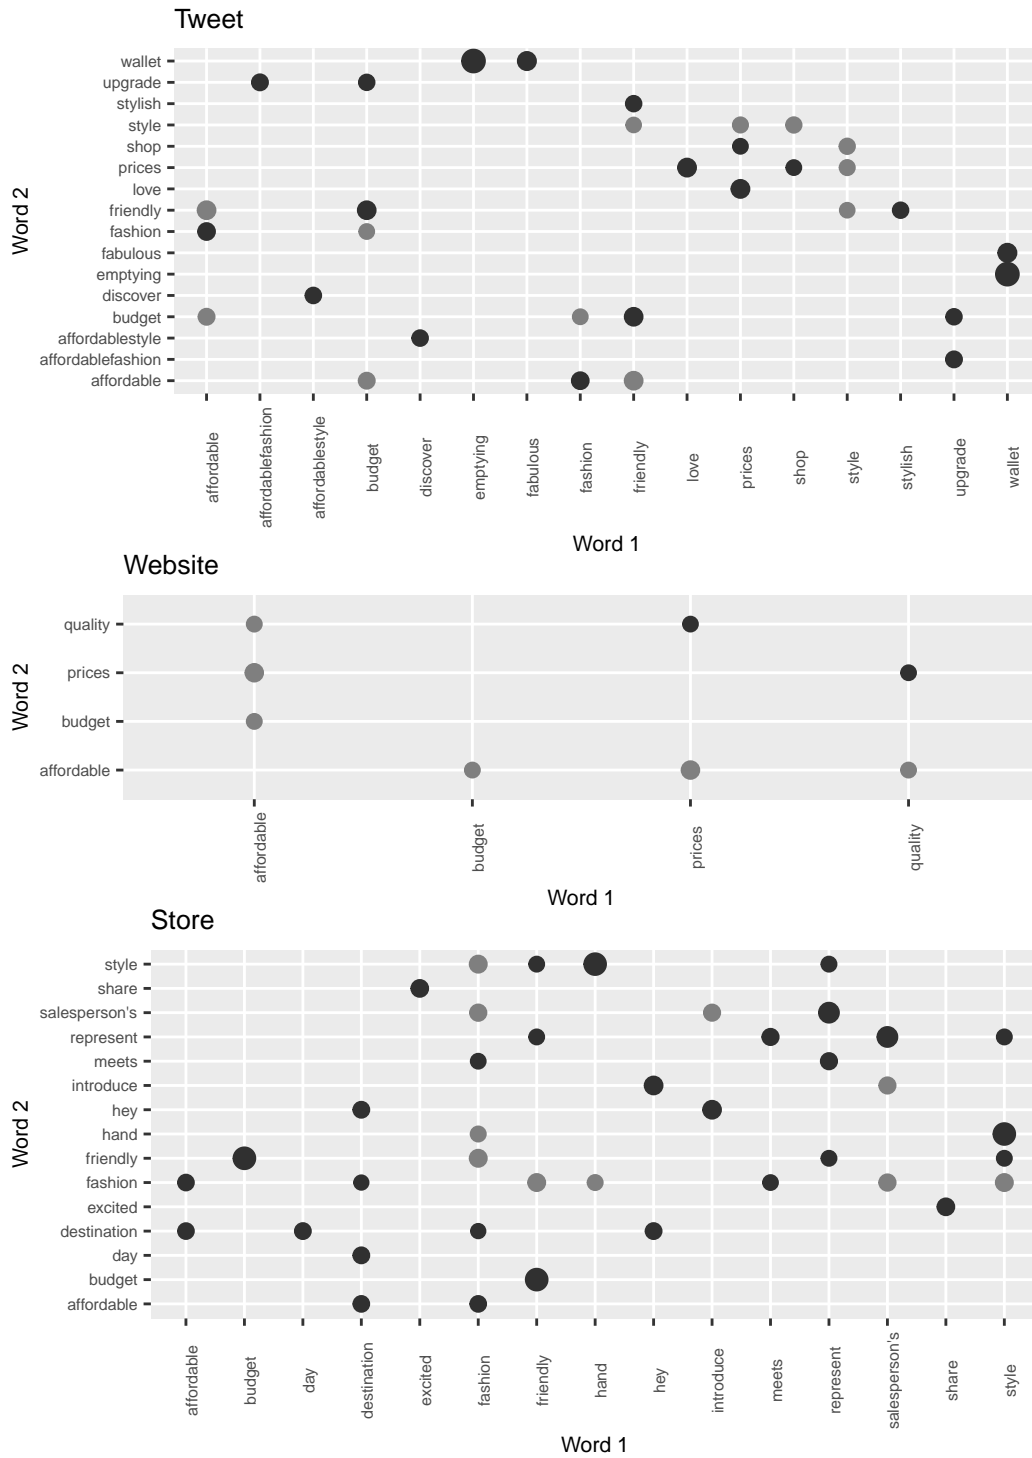 Tweet
Word 2
wallet
upgrade
stylish
style
shop
prices
love
friendly
fashion
fabulous
emptying
discover
budget
affordablestyle
affordablefashion
affordable
affordable
affordablefashion
affordablestyle
budget
discover
emptying
fabulous
fashion
friendly
love
prices
shop
style
stylish
upgrade
wallet
Word 1
Website
Word 2
quality
prices
budget
affordable
affordable
budget
prices
quality
Word 1
Store
Word 2
style
share
salesperson's
represent
meets
introduce
hey
hand
friendly
fashion
excited
destination
day
budget
affordable
affordable
budget
day
destination
excited
fashion
friendly
hand
hey
introduce
meets
represent
salesperson's
share
style
Word 1